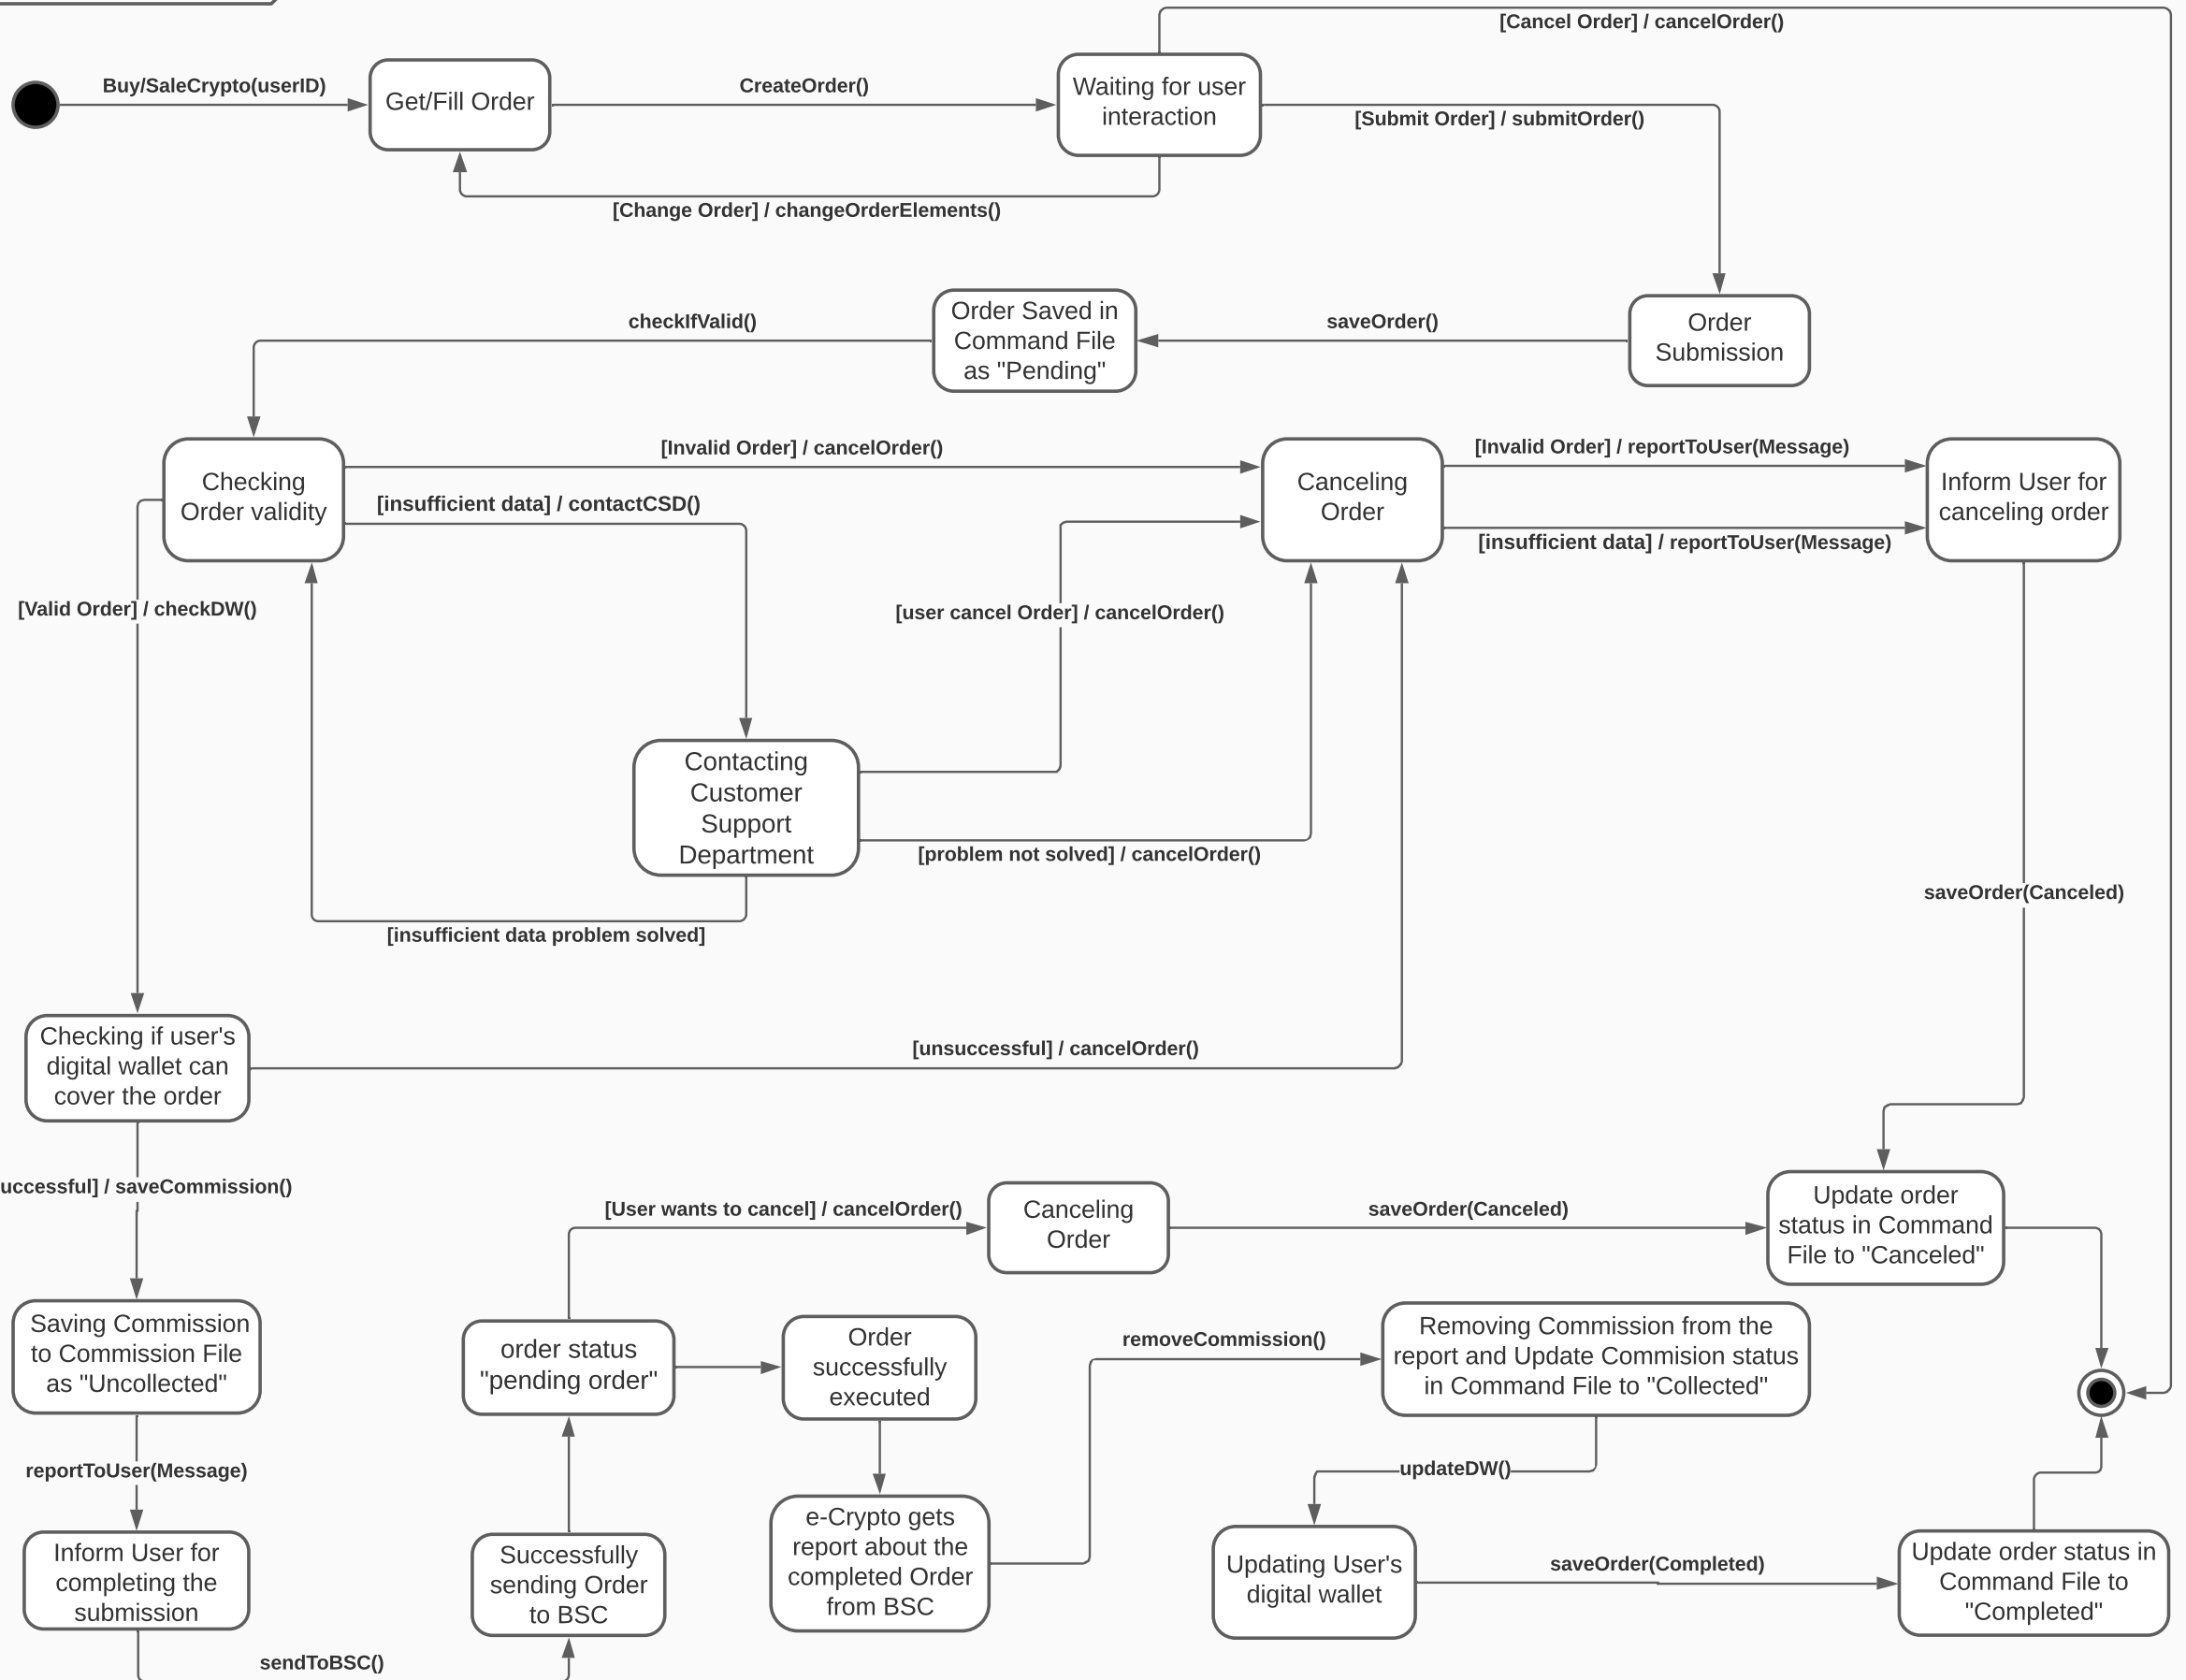 [Cancel Order] / cancelOrder()
Buy/SaleCrypto(userID)
Get/Fill Order
CreateOrder()
Waiting for user
interaction
[Submit Order] / submitOrder()
[Change Order] / changeOrderElements()
checkIfValid()
Order Saved in
Command File
as "Pending"
saveOrder()
Order
Submission
Checking
Order validity
[Invalid Order] / cancelOrder()
[insufficient data] / contactCSD()
Canceling
Order
[Invalid Order] / reportToUser(Message)
[insufficient data] / reportToUser(Message)
Inform User for
canceling order
[Valid Order] / checkDW()
[user cancel Order] / cancelOrder()
Contacting
Customer
Support
Department
[problem not solved] / cancelOrder()
[insufficient data problem solved]
saveOrder(Canceled)
Checking if user's
digital wallet can
cover the order
[unsuccessful] / cancelOrder()
uccessful] / saveCommission()
[User wants to cancel] / cancelOrder()
Canceling
Order
saveOrder(Canceled)
Update order
status in Command
File to "Canceled"
Saving Commission
to Commission File
as "Uncollected"
order status
"pending order"
Order
successfully
executed
removeCommission()
Removing Commission from the
report and Update Commision status
in Command File to "Collected"
reportToUser(Message)
updateDW()
Inform User for
completing the
submission
Successfully
sending Order
to BSC
e-Crypto gets
report about the
completed Order
from BSC
Updating User's
digital wallet
saveOrder(Completed)
Update order status in
Command File to
"Completed"
sendToBSC()